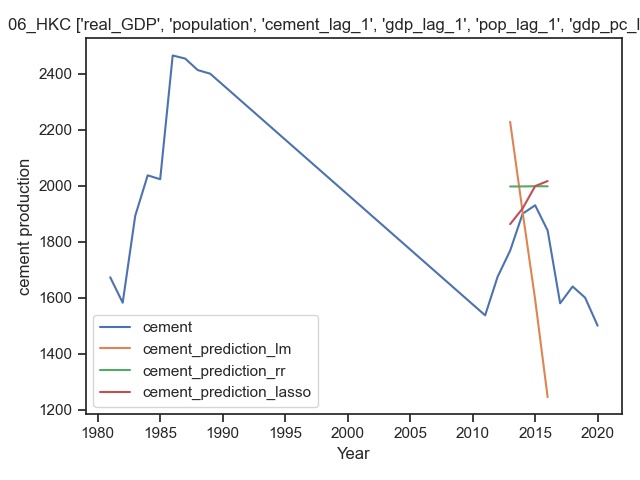 06_HKC ['real_GDP', 'population', 'cement_lag_1', 'gdp_lag_1', 'pop_lag_1', 'gdp_pc_l
cement production
2400
2200
2000
1800
1600
1400
1200
cement
cement_prediction_lm
cement_prediction_rr
cement_prediction_lasso
1980 1985 1990 1995 2000 2005 2010 2015 2020
Year